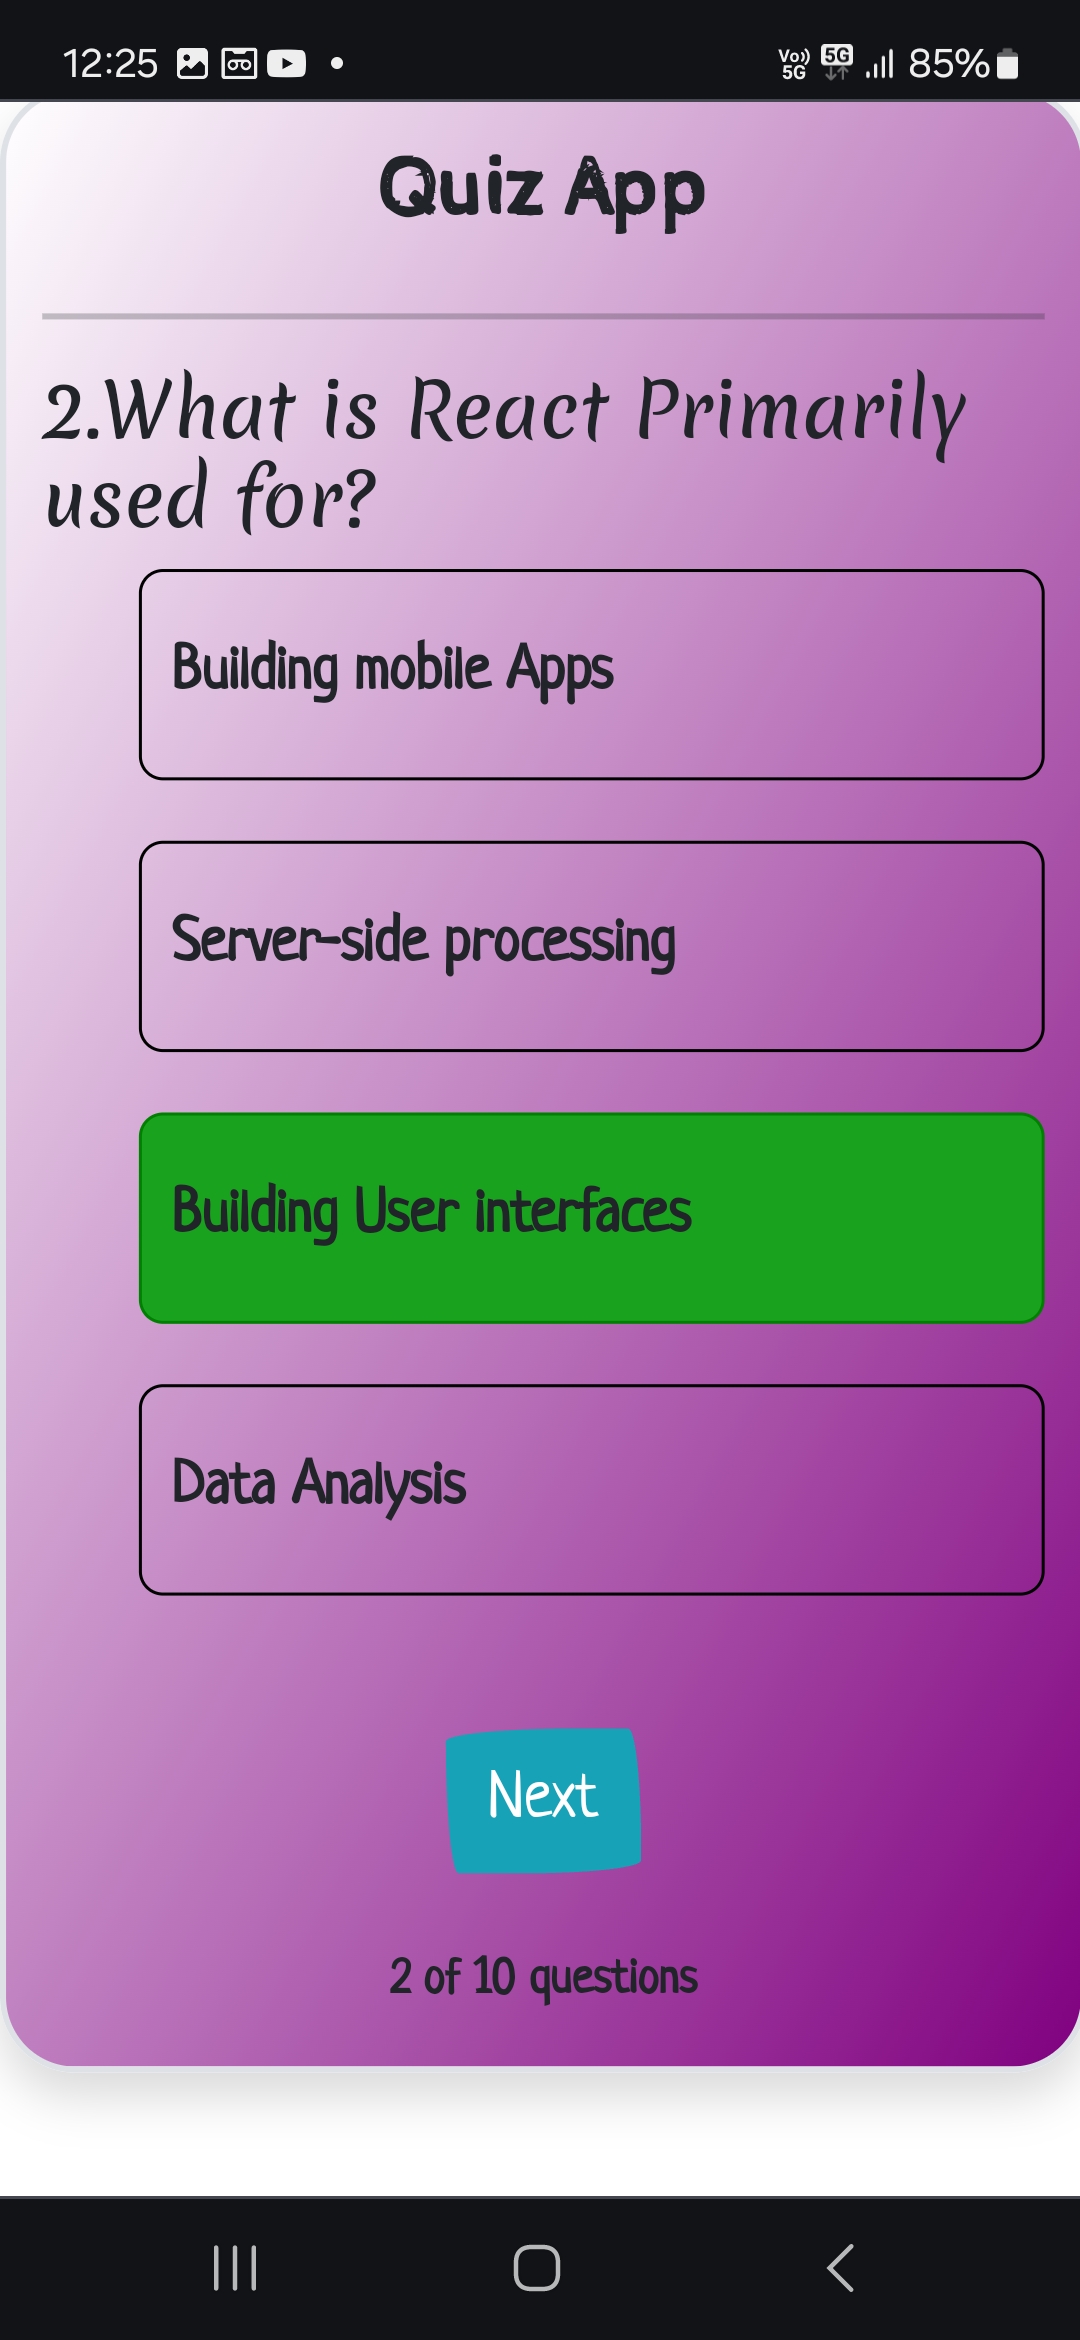 12:25
Vo))
5G
5G
85%
Quiz App
2.What is React Primarily
used for?
Building mobile Apps
Server-side processing
Building User interfaces
Data Analysis
Next
2 of 10 questions